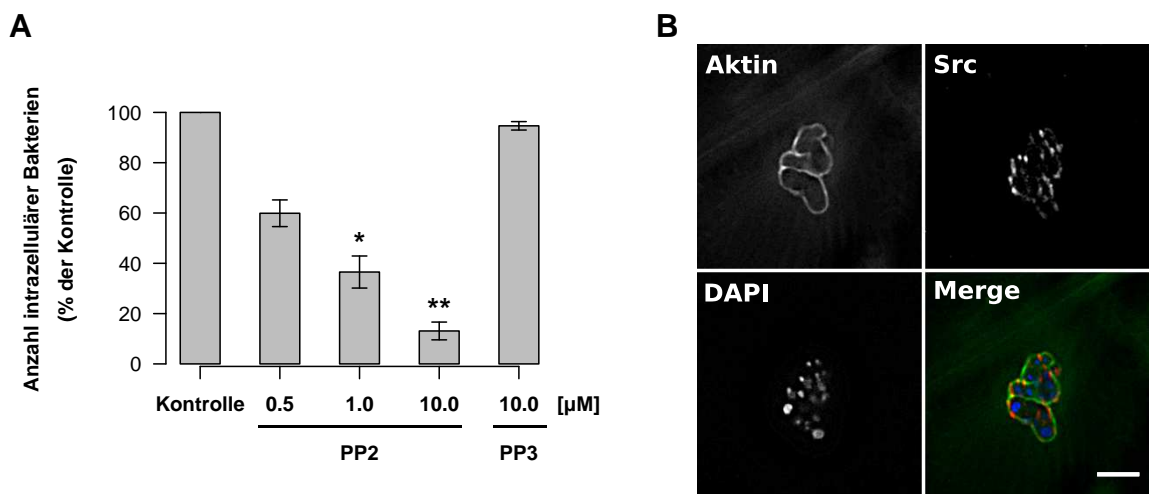 A
Anzahl intrazellulärer Bakterien
(% der Kontrolle)
100
80
60
40
20
0
*
**
Kontrolle 0.5 1.0 10.0 10.0 [µM]
PP2 PP3
B
Aktin Src
DAPI Merge